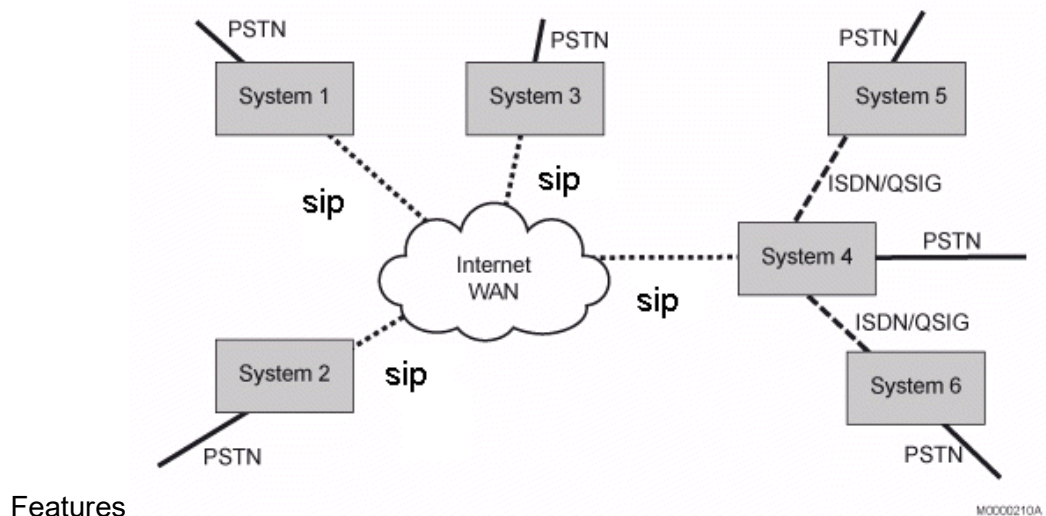 PSTN
PSTN
PSTN
System 1
System 3
System 5
sip
sip
ISDN/QSIG
Internet
WAN
System 4
PSTN
sip
ISDN/QSIG
System 2
sip
System 6
PSTN
PSTN
Features
M0000210A